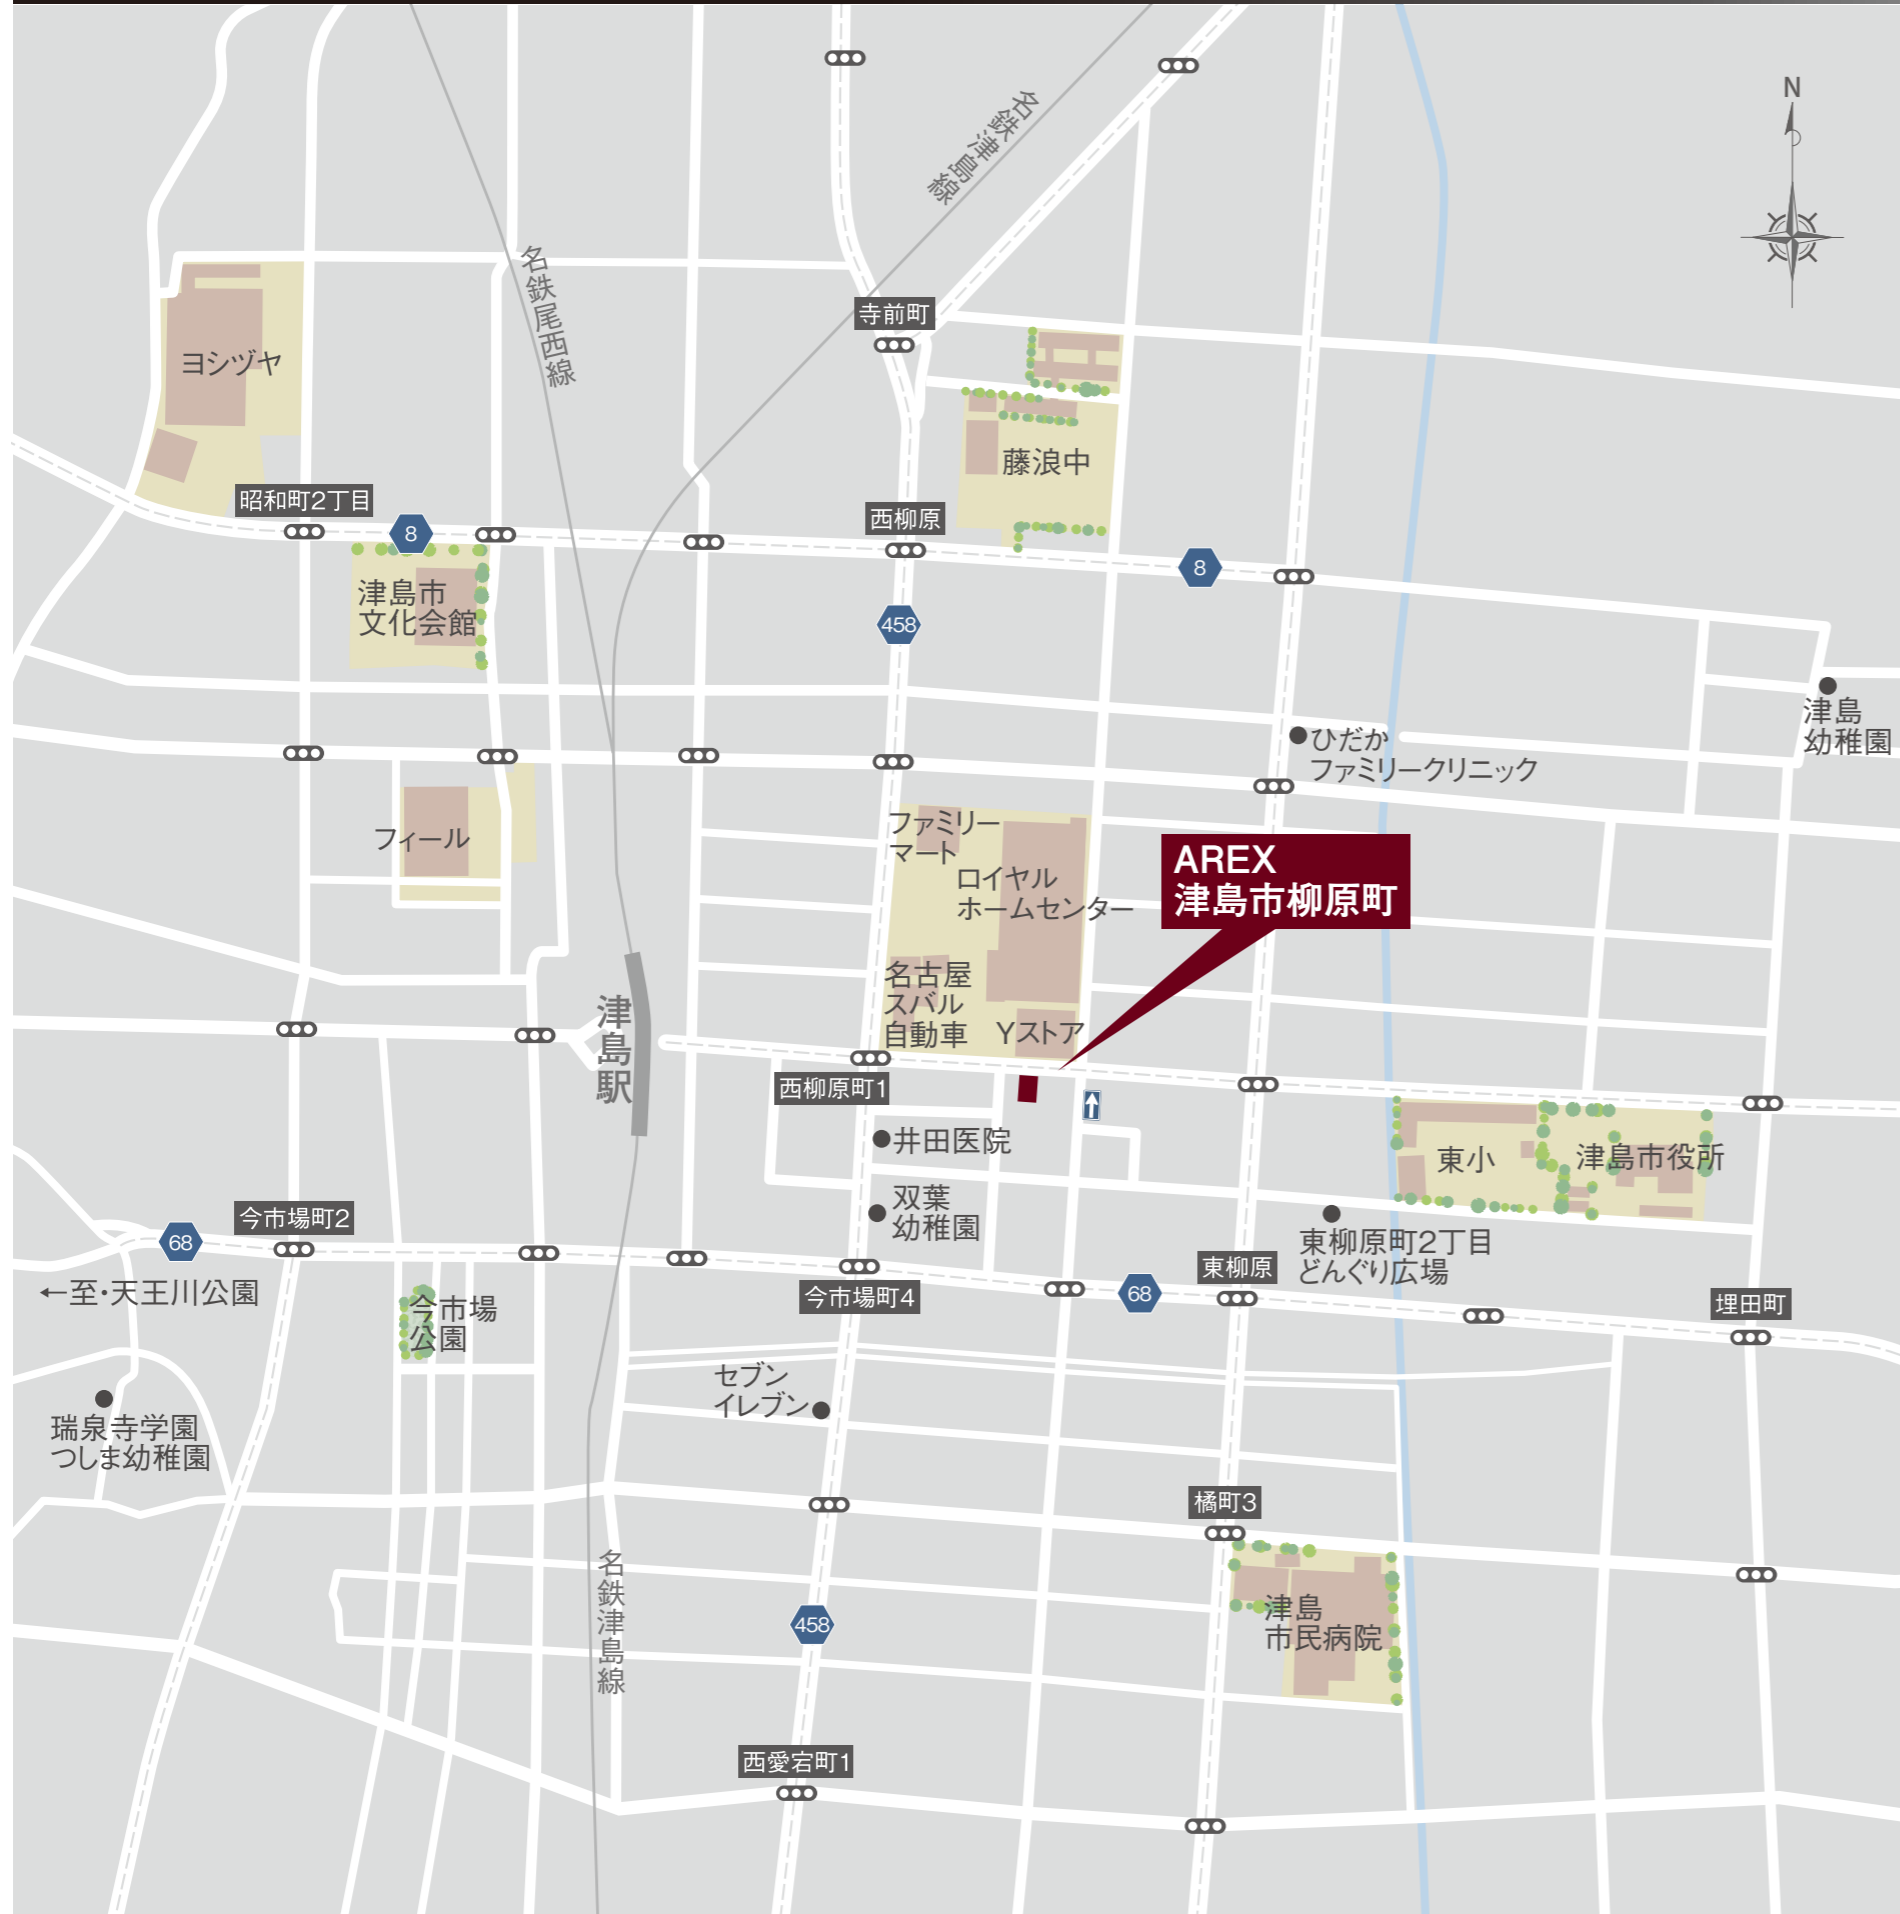 N
名鉄津島線
名鉄尾西線
寺前町
ヨシヅヤ
藤浪中
昭和町2丁目
8
西柳原
8
津島市
文化会館
458
津島
幼稚園
ひだか
ファミリークリニック
ファミリー
マート
フィール
ロイヤル
ホームセンター
AREX
津島市柳原町
名古屋
スバル
自動車
Yストア
津島駅
西柳原町1
井田医院
東小
津島市役所
双葉
幼稚園
今市場町2
68
東柳原町2丁目
どんぐり広場
東柳原
←至・天王川公園
今市場町4
68
埋田町
今市場
公園
セブン
イレブン
瑞泉寺学園
つしま幼稚園
橘町3
名鉄津島線
津島
市民病院
458
西愛宕町1